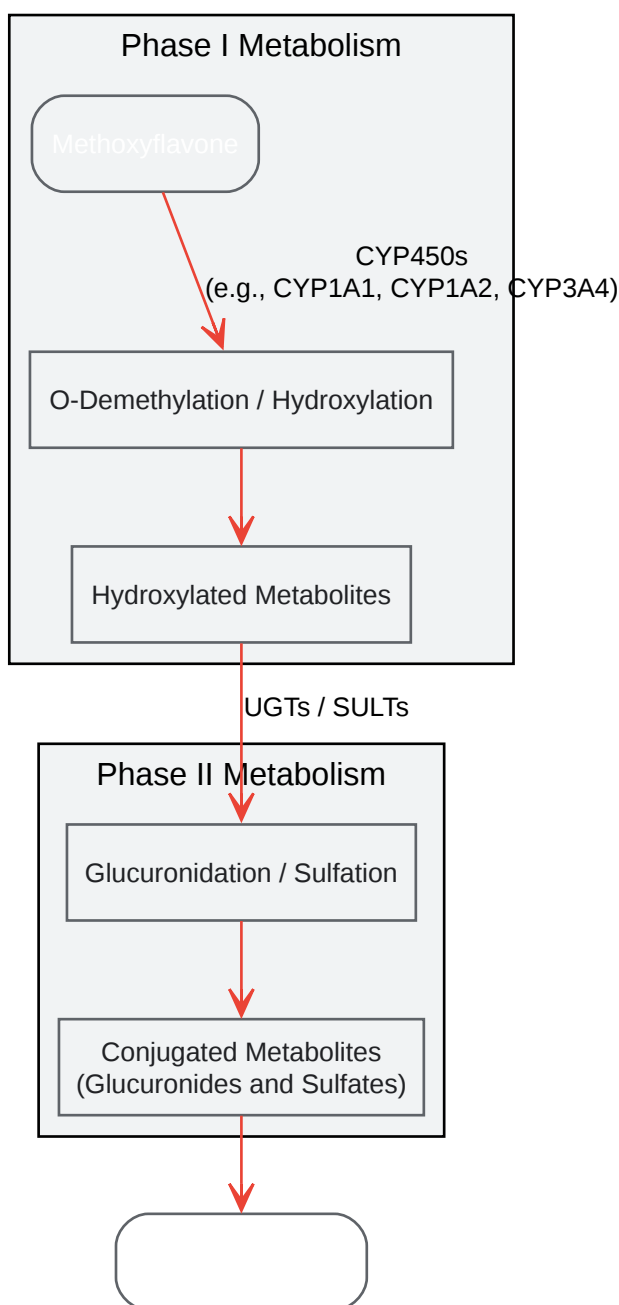 Phase I Metabolism
Methoxyflavone
CYP450s
(e.g., CYP1A1, CYP1A2, CYP3A4)
O-Demethylation / Hydroxylation
Hydroxylated Metabolites
UGTs / SULTs
Phase II Metabolism
Glucuronidation / Sulfation
Conjugated Metabolites
(Glucuronides and Sulfates)